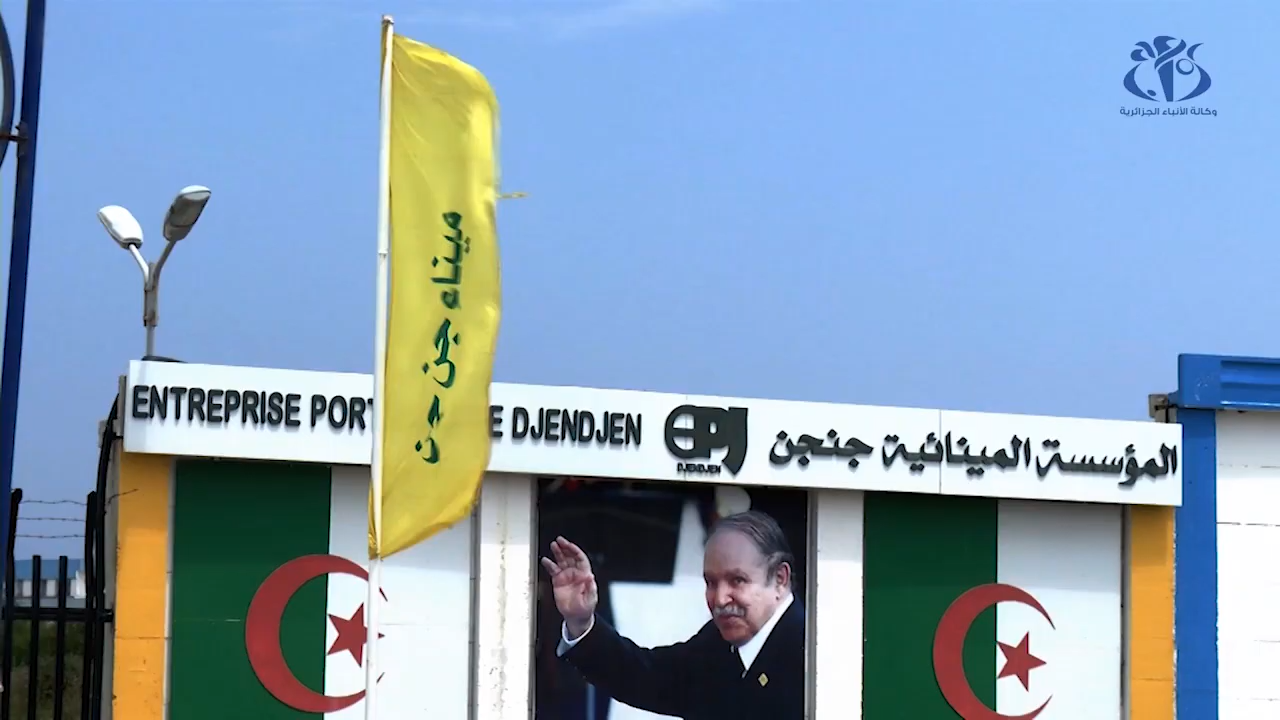 وكالة الأنباء الجزائرية
ميناء جن جن
ENTREPRISE PORT E DJENDJEN
EPJ
DJENDJEN
المؤسسة المينائية جنجن